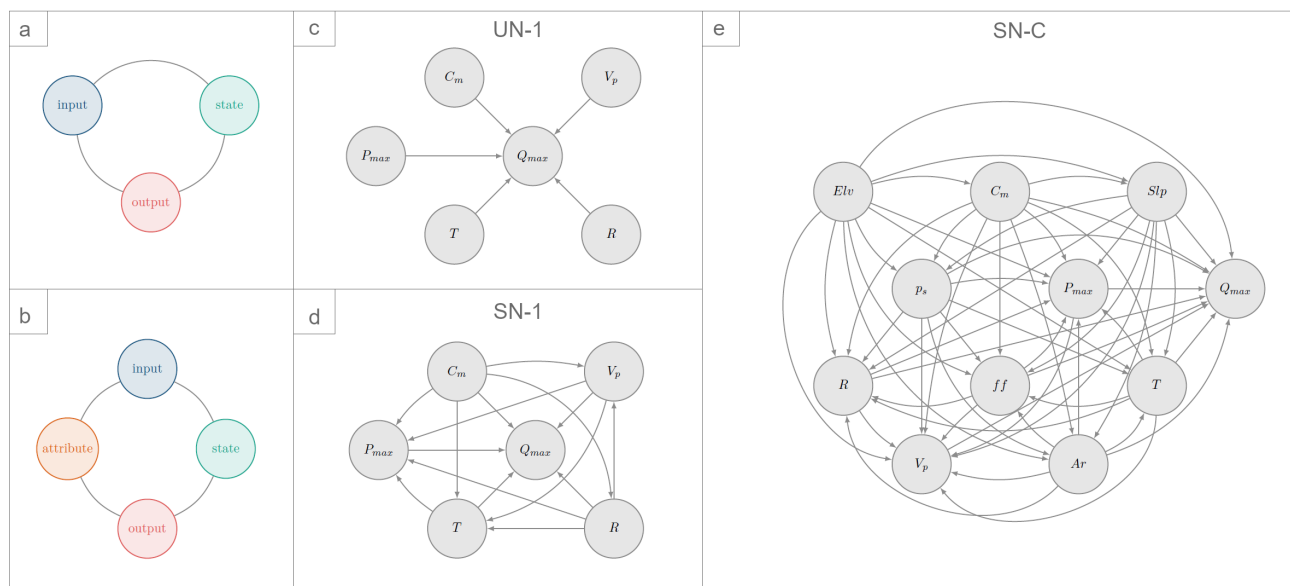 a
input
state
output
b
input
attribute
state
output
c
UN-1
C_m
V_p
P_max
Q_max
T
R
d
SN-1
C_m
V_p
P_max
Q_max
T
R
e
SN-C
Elv
C_m
Slp
p_s
P_max
Q_max
R
ff
T
V_p
Ar